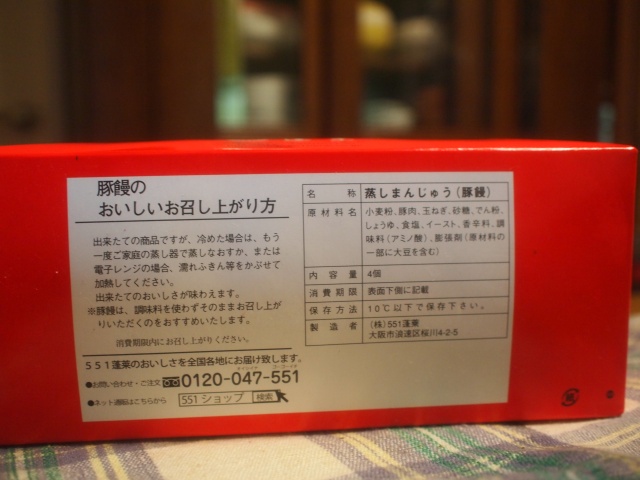 豚饅の
おいしいお召し上がり方
出来たての商品ですが、冷めた場合は、もう
一度ご家庭の蒸し器で蒸しなおすか、または
電子レンジの場合、濡れふきん等をかぶせて
加熱してください。
出来たてのおいしさが味わえます。
※豚饅は、調味料を使わずそのままお召し上が
りいただくのをおすすめいたします。
消費期限内にお召し上がりください。
551蓬莱のおいしさを全国各地にお届け致します。
●お問い合わせ・ご注文 0120-047-551
●ネット通販はこちらから 551ショップ 検索
名称 蒸しまんじゅう(豚饅)
原材料名 小麦粉、豚肉、玉ねぎ、砂糖、でん粉、
しょうゆ、食塩、イースト、香辛料、調
味料(アミノ酸)、膨張剤(原材料の
一部に大豆を含む)
内容量 4個
消費期限 表面下側に記載
保存方法 10℃以下で保存下さい。
製造者 (株)551蓬莱
大阪市浪速区桜川4-2-5